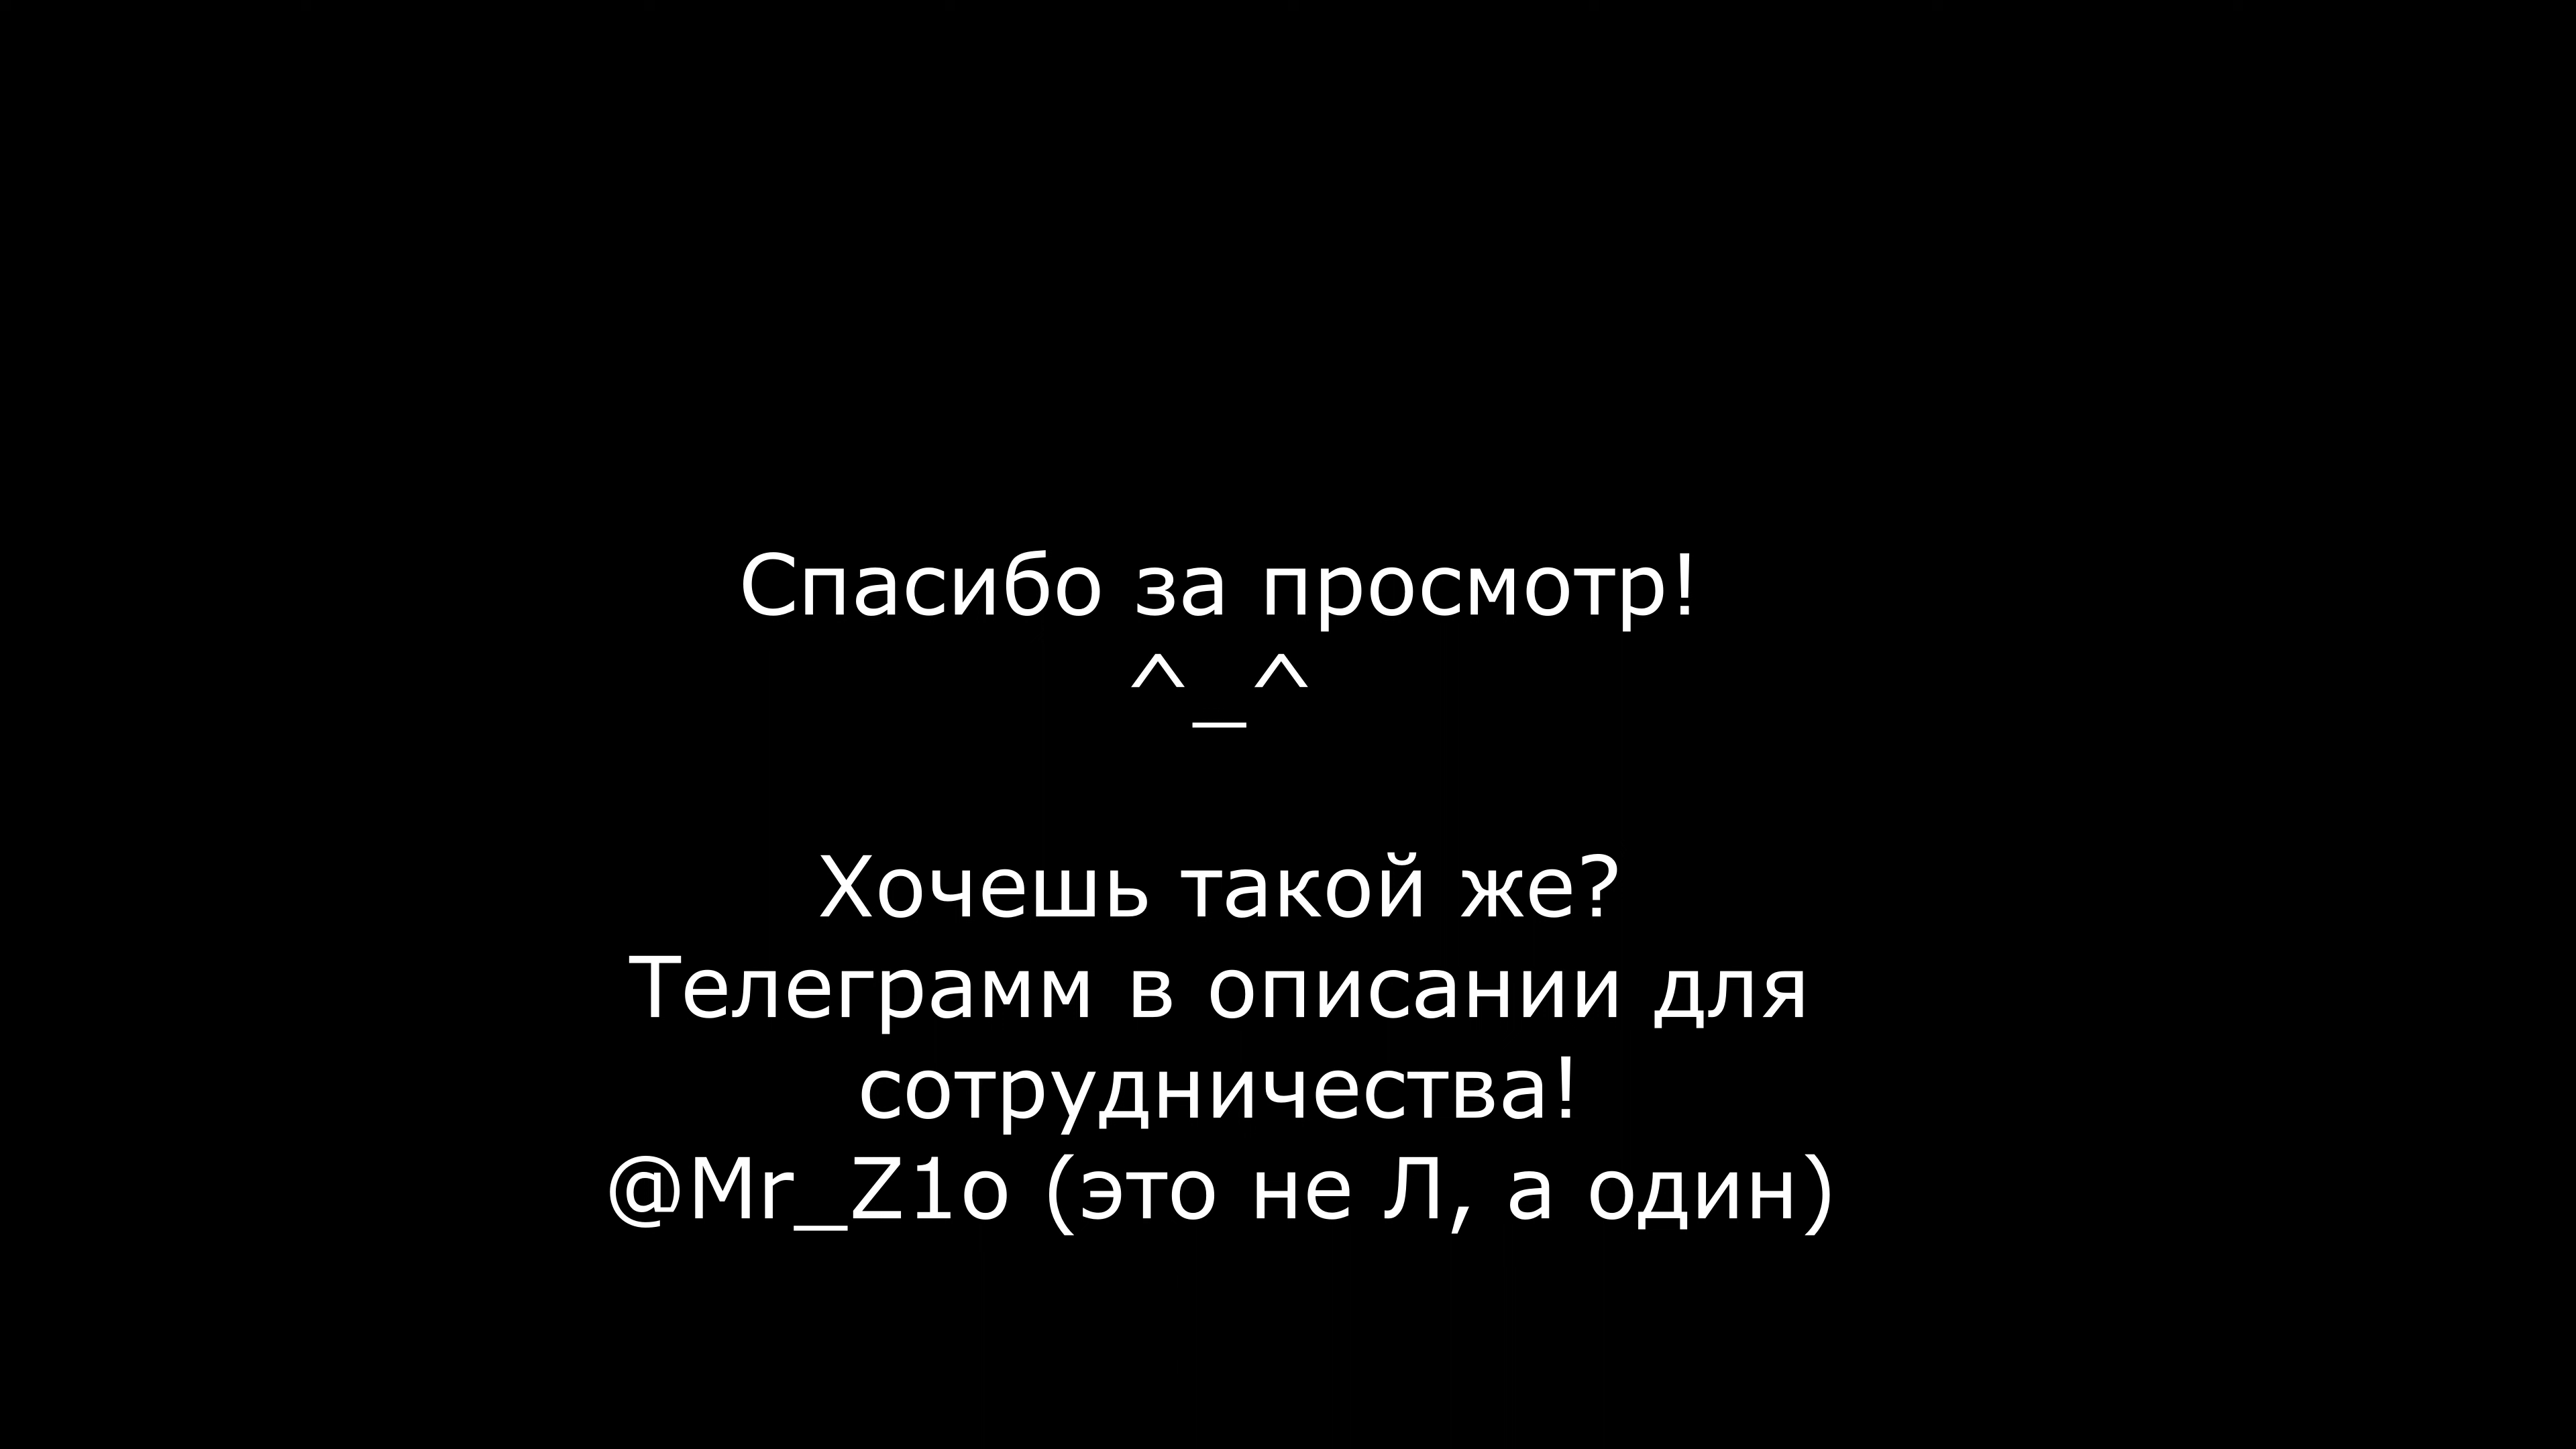 Спасибо за просмотр!
^_^
Хочешь такой же?
Телеграмм в описании для
сотрудничества!
@Mr_Z1o (это не Л, а один)